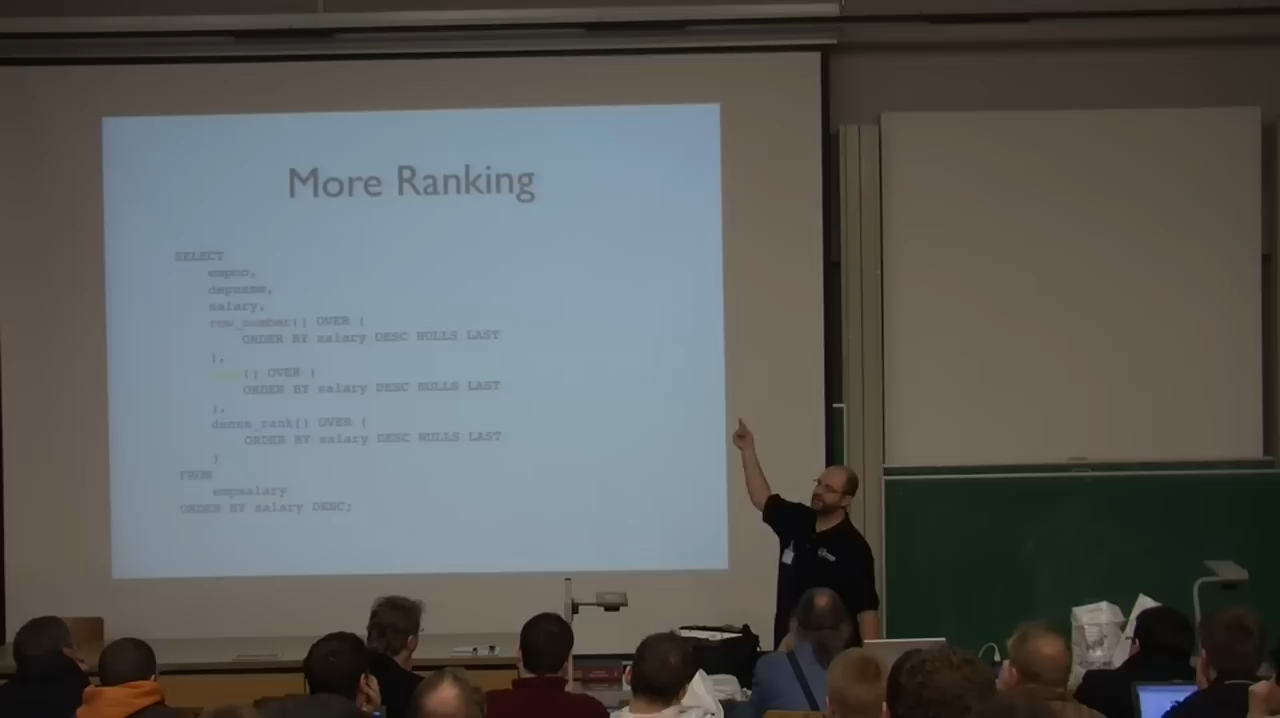 More Ranking
SELECT
empno,
depname,
salary,
row_number() OVER (
ORDER BY salary DESC NULLS LAST
),
() OVER (
ORDER BY salary DESC NULLS LAST
),
dense_rank() OVER (
ORDER BY salary DESC NULLS LAST
)
FROM
empsalary
ORDER BY salary DESC;